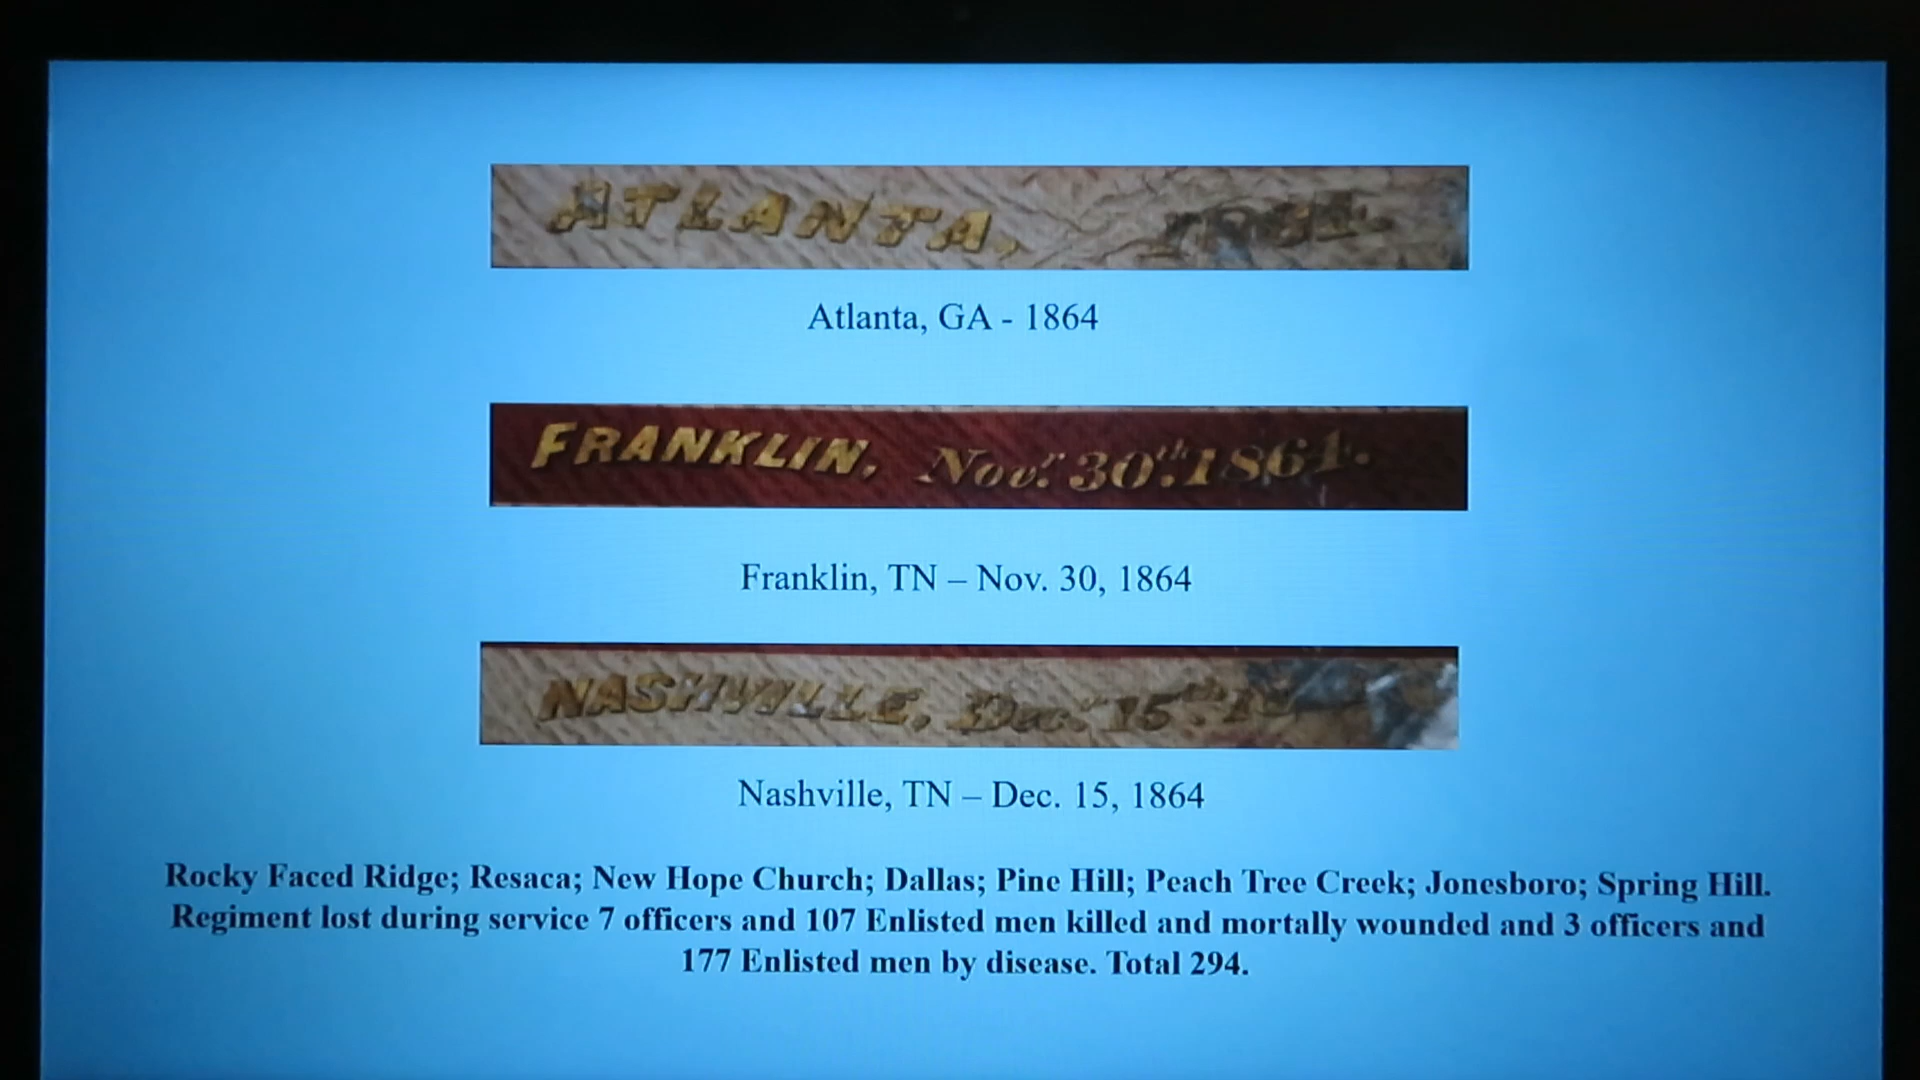 ATLANTA,
Atlanta, GA - 1864
FRANKLIN, Nov.r 30th. 1864.
Franklin, TN – Nov. 30, 1864
NASHVILLE, Dec.r 15th
Nashville, TN – Dec. 15, 1864
Rocky Faced Ridge; Resaca; New Hope Church; Dallas; Pine Hill; Peach Tree Creek; Jonesboro; Spring Hill.
Regiment lost during service 7 officers and 107 Enlisted men killed and mortally wounded and 3 officers and
177 Enlisted men by disease. Total 294.